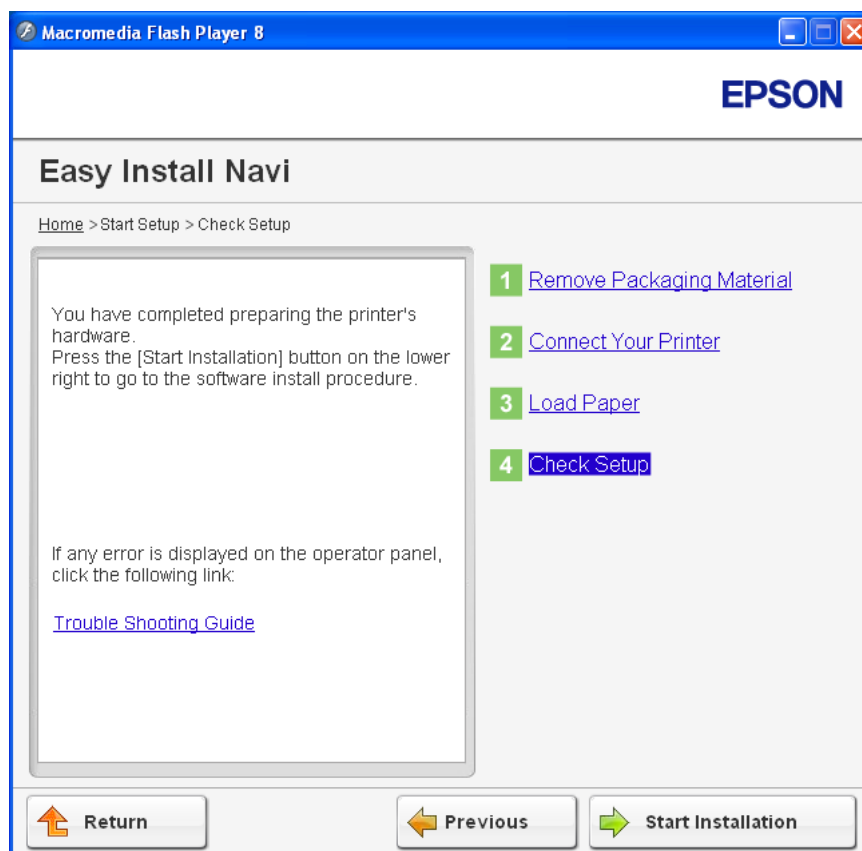 Macromedia Flash Player 8
EPSON
Easy Install Navi
Home > Start Setup > Check Setup
You have completed preparing the printer's
hardware.
Press the [Start Installation] button on the lower
right to go to the software install procedure.
If any error is displayed on the operator panel,
click the following link:
Trouble Shooting Guide
1 Remove Packaging Material
2 Connect Your Printer
3 Load Paper
4 Check Setup
Return
Previous
Start Installation